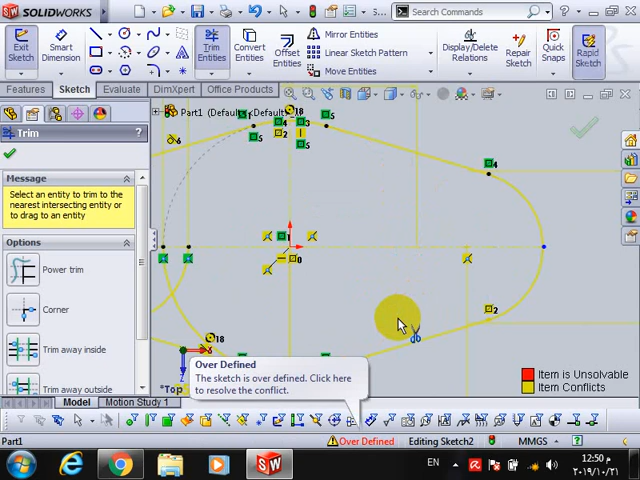 SOLIDWORKS
Search Commands
Exit Sketch
Smart Dimension
Trim Entities
Convert Entities
Offset Entities
Mirror Entities
Linear Sketch Pattern
Move Entities
Display/Delete Relations
Repair Sketch
Quick Snaps
Rapid Sketch
Features
Sketch
Evaluate
DimXpert
Office Products
Part1 (Default<<Default>_
Trim
Message
Select an entity to trim to the nearest intersecting entity or to drag to an entity
Options
Power trim
Corner
Trim away inside
Trim away outside
Over Defined
The sketch is over defined. Click here to resolve the conflict.
*Top
Item is Unsolvable
Item Conflicts
Model
Motion Study 1
Part1
Over Defined
Editing Sketch2
MMGS
EN
12:50 م
٢٠١٩/١٠/٢١